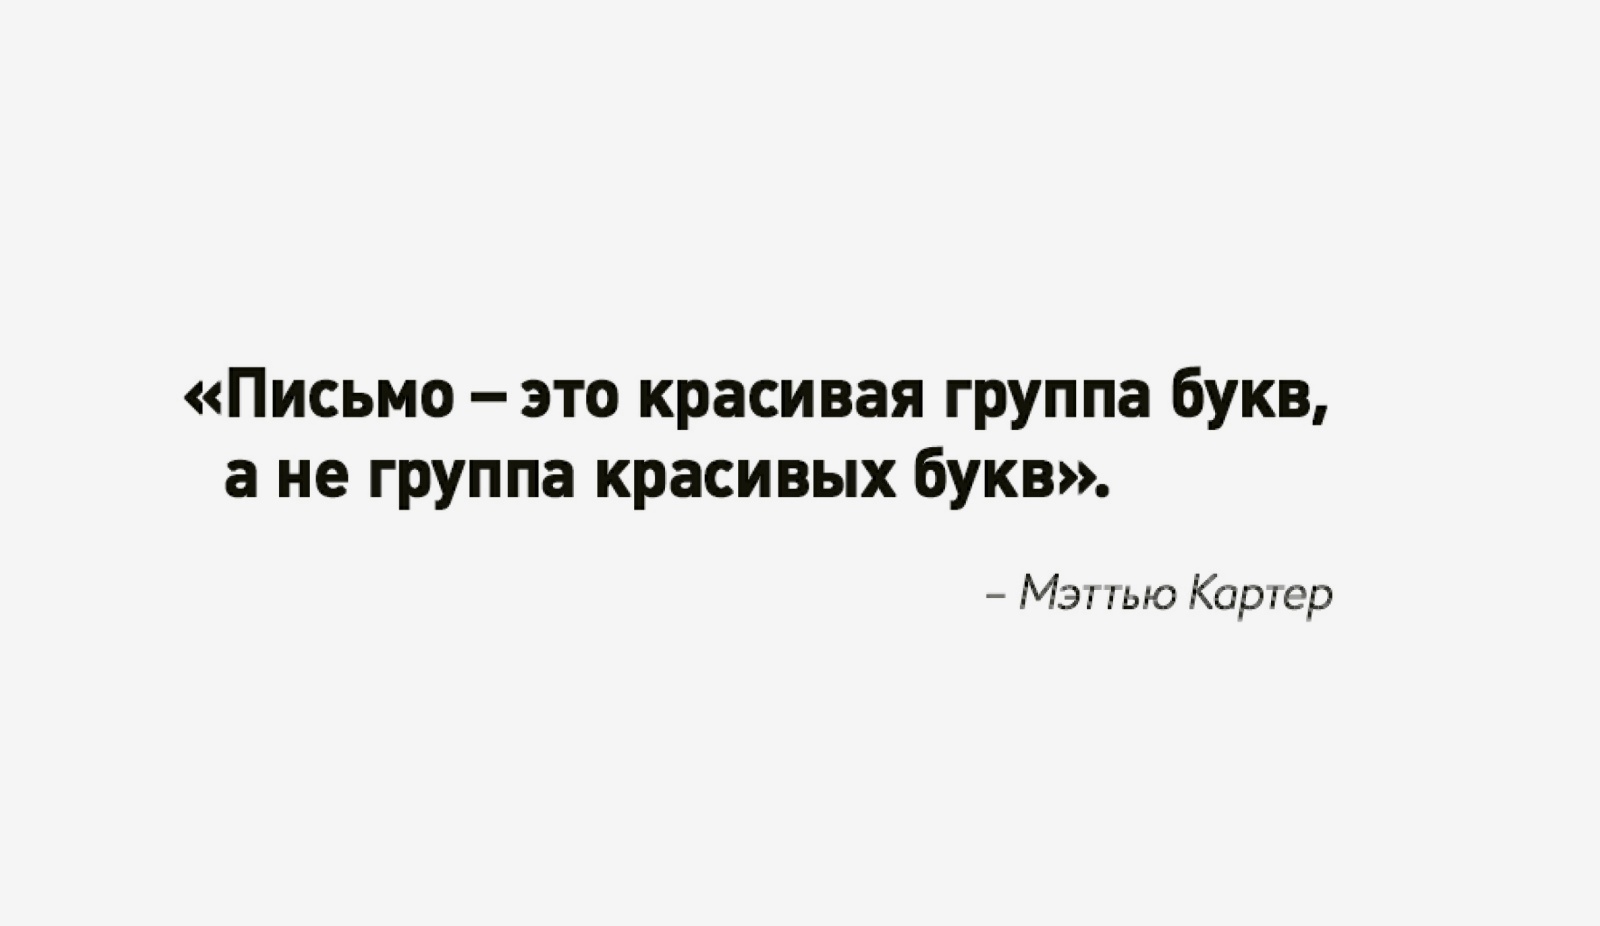 «Письмо – это красивая группа букв,
а не группа красивых букв».
– Мэттью Картер